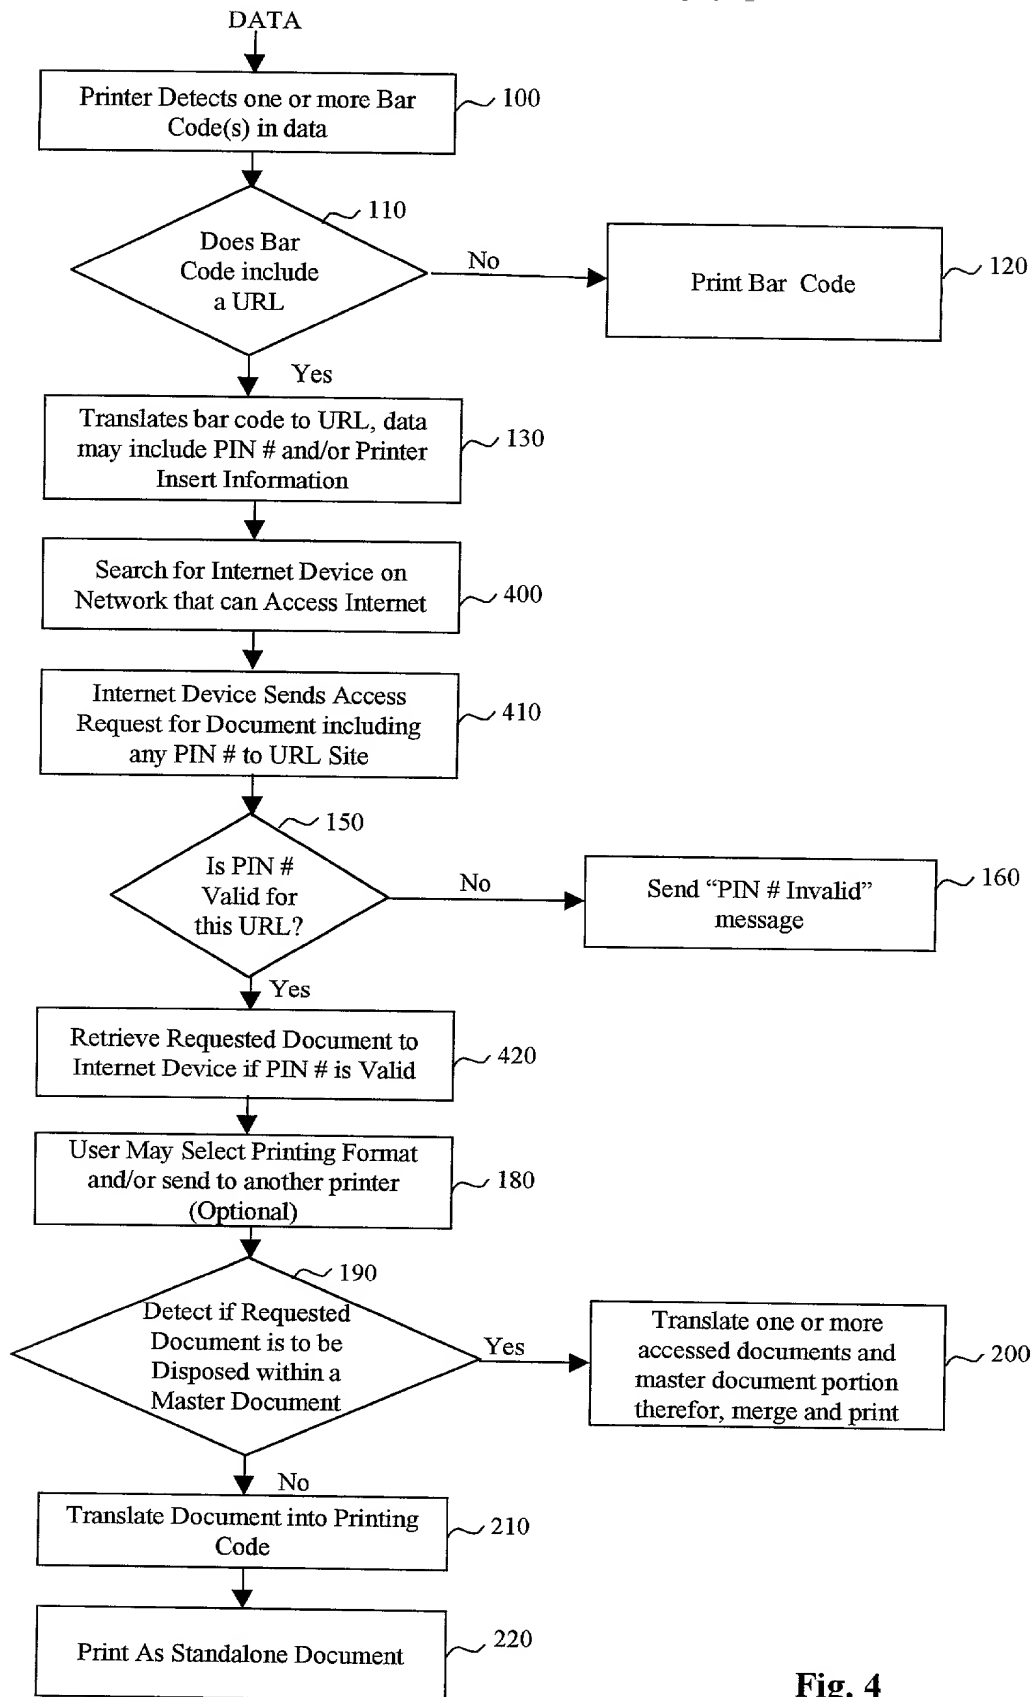 DATA
Printer Detects one or more Bar
Code(s) in data
100
110
Does Bar
Code include
a URL
No
Print Bar Code
120
Yes
Translates bar code to URL, data
may include PIN # and/or Printer
Insert Information
130
Search for Internet Device on
Network that can Access Internet
400
Internet Device Sends Access
Request for Document including
any PIN # to URL Site
410
150
Is PIN #
Valid for
this URL?
No
Send “PIN # Invalid”
message
160
Yes
Retrieve Requested Document to
Internet Device if PIN # is Valid
420
User May Select Printing Format
and/or send to another printer
(Optional)
180
190
Detect if Requested
Document is to be
Disposed within a
Master Document
Yes
Translate one or more
accessed documents and
master document portion
therefor, merge and print
200
No
Translate Document into Printing
Code
210
Print As Standalone Document
220
Fig. 4